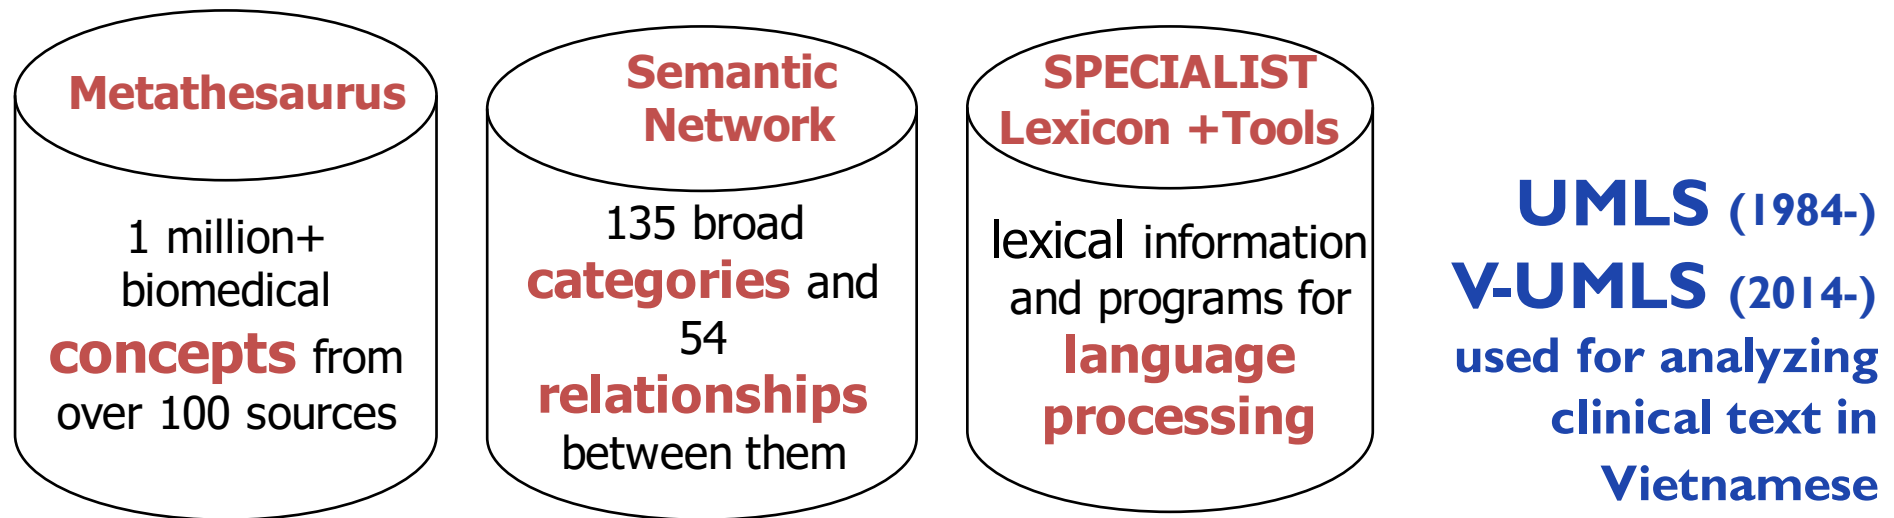 Metathesaurus
1 million+
biomedical
concepts from
over 100 sources
Semantic
Network
135 broad
categories and
54
relationships
between them
SPECIALIST
Lexicon +Tools
lexical information
and programs for
language
processing
UMLS (1984-)
V-UMLS (2014-)
used for analyzing
clinical text in
Vietnamese